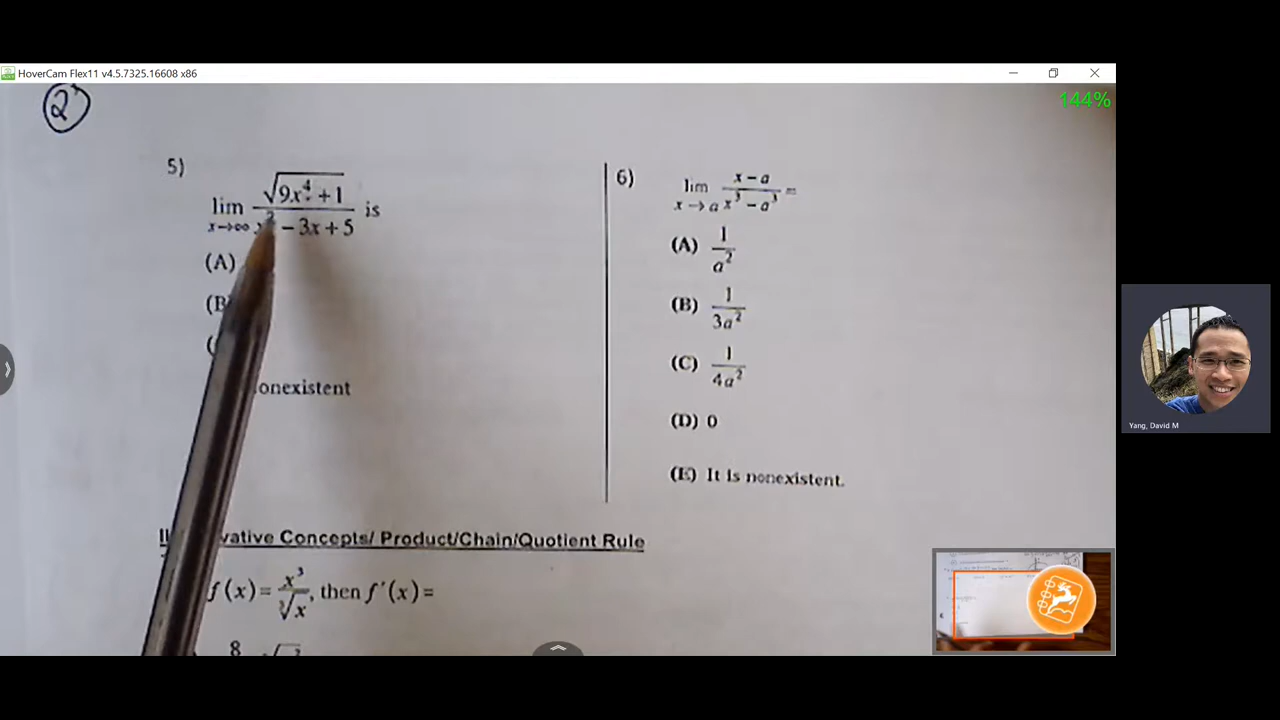 HoverCam Flex11 v4.5.7325.16608 x86
144%
2
5)
lim x→∞ √(9x⁴ + 1) / (x² − 3x + 5) is
(A)
(B)
onexistent
6)
lim x→a (x − a) / (x³ − a³) =
(A) 1/a²
(B) 1/(3a²)
(C) 1/(4a²)
(D) 0
(E) It is nonexistent.
vative Concepts/ Product/Chain/Quotient Rule
f(x) = x³/∛x, then f'(x) =
8
Yang, David M